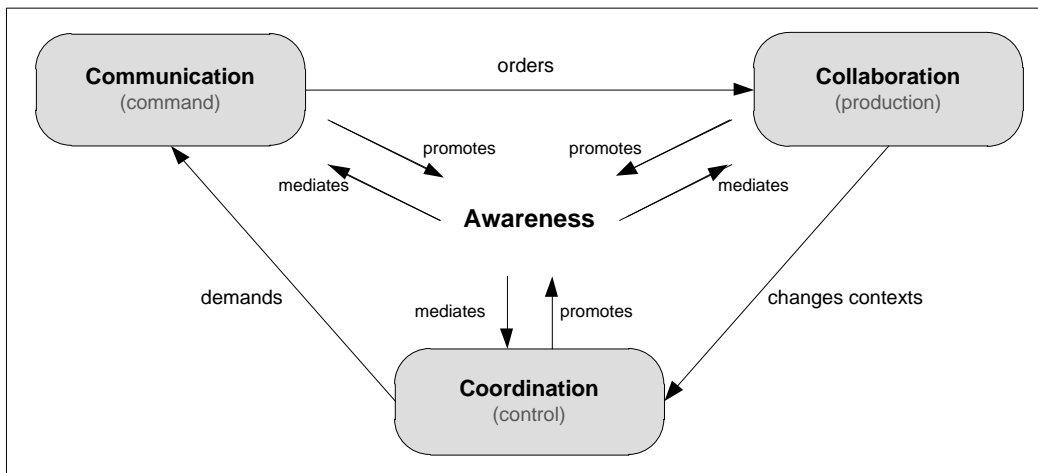 Communication
(command)
orders
Collaboration
(production)
promotes
promotes
mediates
mediates
Awareness
demands
mediates
promotes
changes contexts
Coordination
(control)